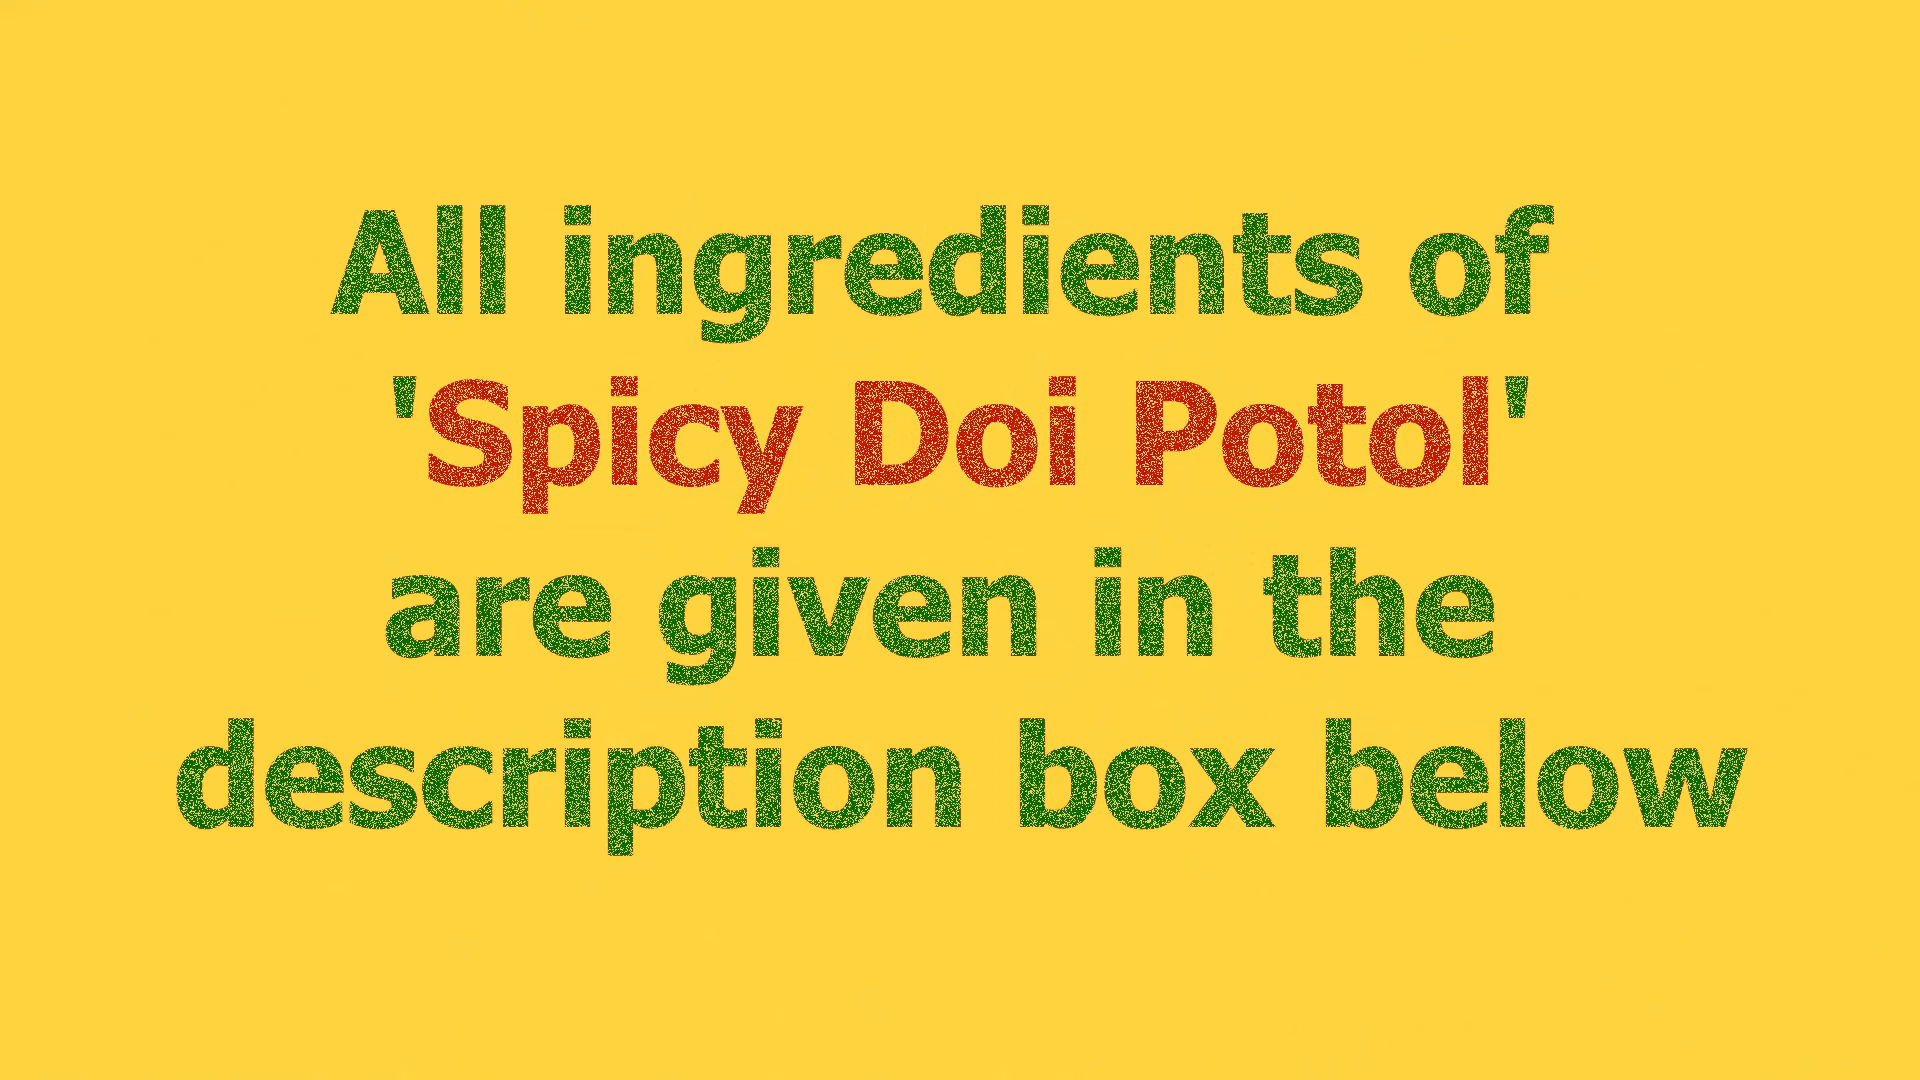 All ingredients of
'Spicy Doi Potol'
are given in the
description box below